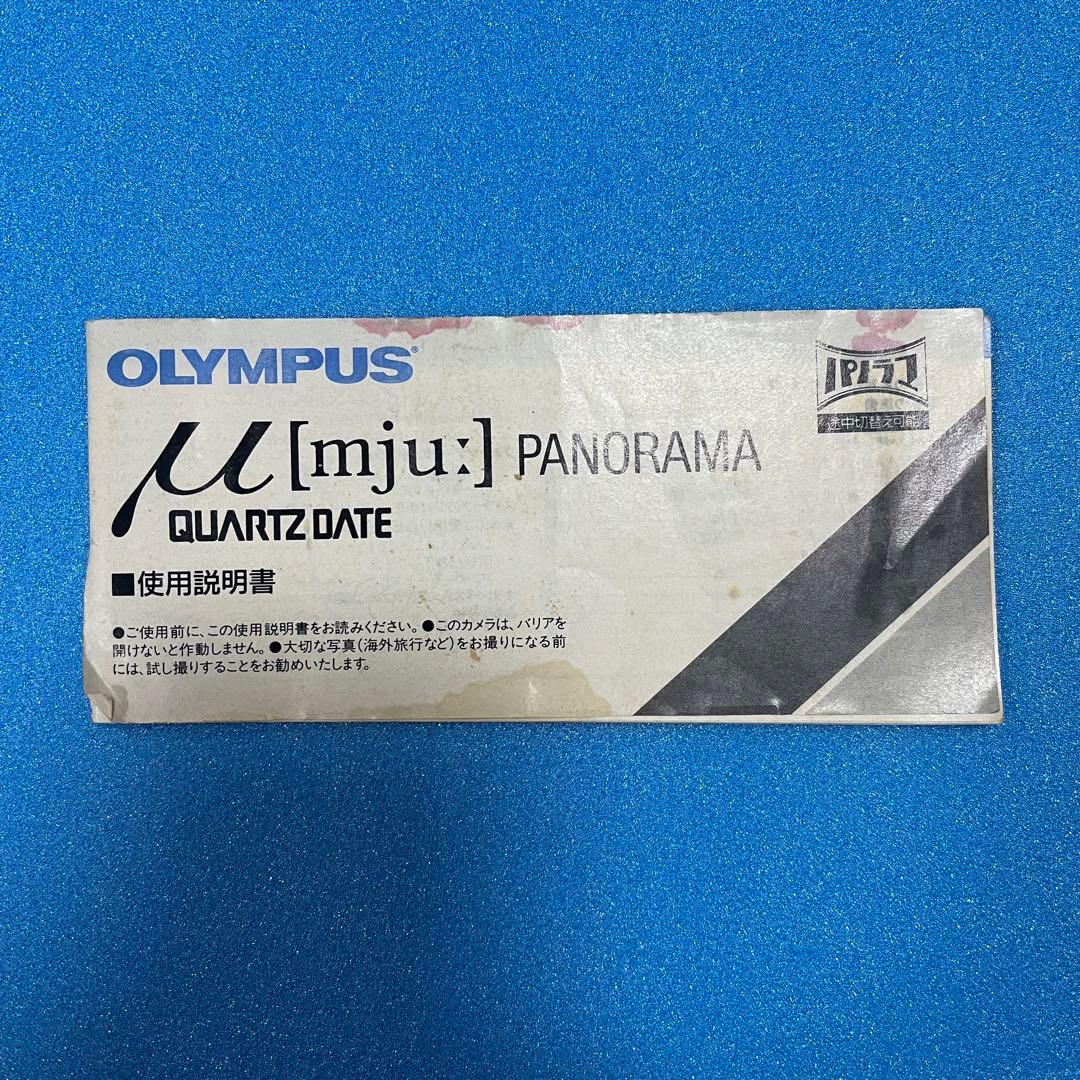 OLYMPUS®
パノラマ
途中切替え可能
μ[mju:] PANORAMA
QUARTZ DATE
■使用説明書
●ご使用前に、この使用説明書をお読みください。●このカメラは、バリアを
開けないと作動しません。●大切な写真(海外旅行など)をお撮りになる前
には、試し撮りすることをお勧めいたします。